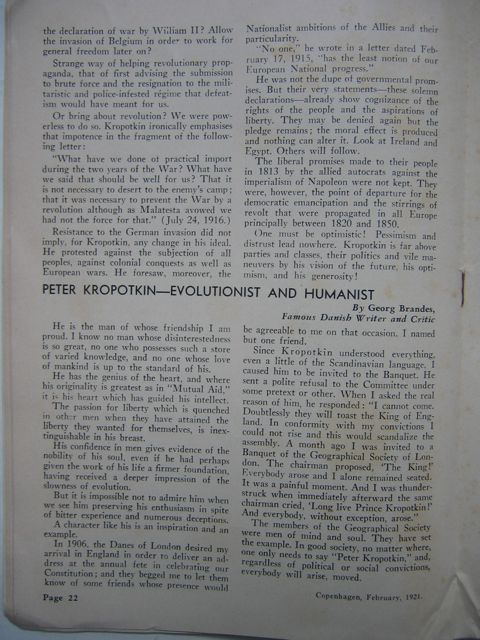 the declaration of war by William II? Allow
the invasion of Belgium in order to work for
general freedom later on?
Strange way of helping revolutionary prop-
aganda, that of first advising the submission
to brute force and the resignation to the mili-
taristic and police-infested régime that defeat-
ism would have meant for us.
Or bring about revolution? We were pow-
erless to do so. Kropotkin ironically emphasises
that impotence in the fragment of the follow-
ing letter:
"What have we done of practical import
during the two years of the War? What have
we said that should be well for us? That it
is not necessary to desert to the enemy's camp;
that it was necessary to prevent the War by a
revolution although as Malatesta avowed we
had not the force for that." (July 24, 1916.)
Resistance to the German invasion did not
imply, for Kropotkin, any change in his ideal.
He protested against the subjection of all
peoples, against colonial conquests as well as
European wars. He foresaw, moreover, the
Nationalist ambitions of the Allies and their
particularity.
"No one," he wrote in a letter dated Feb-
ruary 17, 1915, "has the least notion of our
European National progress."
He was not the dupe of governmental prom-
ises. But their very statements—these solemn
declarations—already show cognizance of the
rights of the people and the aspirations of
liberty. They may be denied again but the
pledge remains; the moral effect is produced
and nothing can alter it. Look at Ireland and
Egypt. Others will follow.
The liberal promises made to their people
in 1813 by the allied autocrats against the
imperialism of Napoleon were not kept. They
were, however, the point of departure for the
democratic emancipation and the stirrings of
revolt that were propagated in all Europe
principally between 1820 and 1850.
One must be optimistic! Pessimism and
distrust lead nowhere. Kropotkin is far above
parties and classes, their politics and vile ma-
neuvers by his vision of the future, his opti-
mism, and his generosity!
PETER KROPOTKIN—EVOLUTIONIST AND HUMANIST
By Georg Brandes,
Famous Danish Writer and Critic
He is the man of whose friendship I am
proud. I know no man whose disinterestedness
is so great, no one who possesses such a store
of varied knowledge, and no one whose love
of mankind is up to the standard of his.
He has the genius of the heart, and where
his originality is greatest as in "Mutual Aid,"
it is his heart which has guided his intellect.
The passion for liberty which is quenched
in other men when they have attained the
liberty they wanted for themselves, is inex-
tinguishable in his breast.
His confidence in men gives evidence of the
nobility of his soul, even if he had perhaps
given the work of his life a firmer foundation,
having received a deeper impression of the
slowness of evolution.
But it is impossible not to admire him when
we see him preserving his enthusiasm in spite
of bitter experience and numerous deceptions.
A character like his is an inspiration and an
example.
In 1906, the Danes of London desired my
arrival in England in order to deliver an ad-
dress at the annual fete in celebrating our
Constitution; and they begged me to let them
know of some friends whose presence would
be agreeable to me on that occasion. I named
but one friend.
Since Kropotkin understood everything,
even a little of the Scandinavian language, I
caused him to be invited to the Banquet. He
sent a polite refusal to the Committee under
some pretext or other. When I asked the real
reason of him, he responded: "I cannot come.
Doubtlessly they will toast the King of Eng-
land. In conformity with my convictions I
could not rise and this would scandalize the
assembly. A month ago I was invited to a
Banquet of the Geographical Society of Lon-
don. The chairman proposed, 'The King!'
Everybody arose and I alone remained seated.
It was a painful moment. And I was thunder-
struck when immediately afterward the same
chairman cried, 'Long live Prince Kropotkin!'
And everybody, without exception, arose."
The members of the Geographical Society
were men of mind and soul. They have set
the example. In good society, no matter where,
one only needs to say "Peter Kropotkin," and,
regardless of political or social convictions,
everybody will arise, moved.
Copenhagen, February, 1921.
Page 22